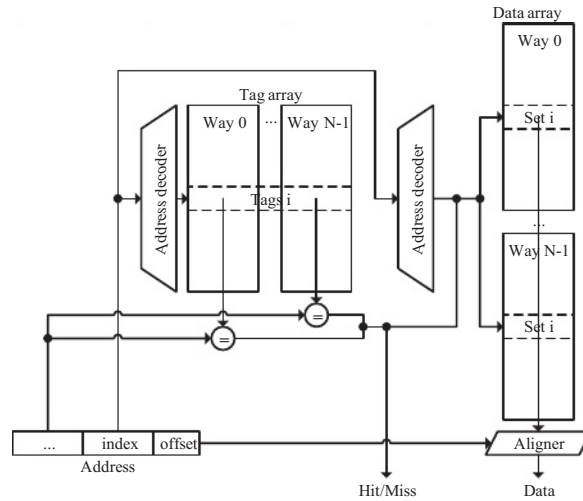 Data array
Way 0
Tag array
Way 0
...
Way N-1
Address decoder
Tags i
Address decoder
Set i
...
Way N-1
Set i
=
=
...
index
offset
Aligner
Address
Hit/Miss
Data